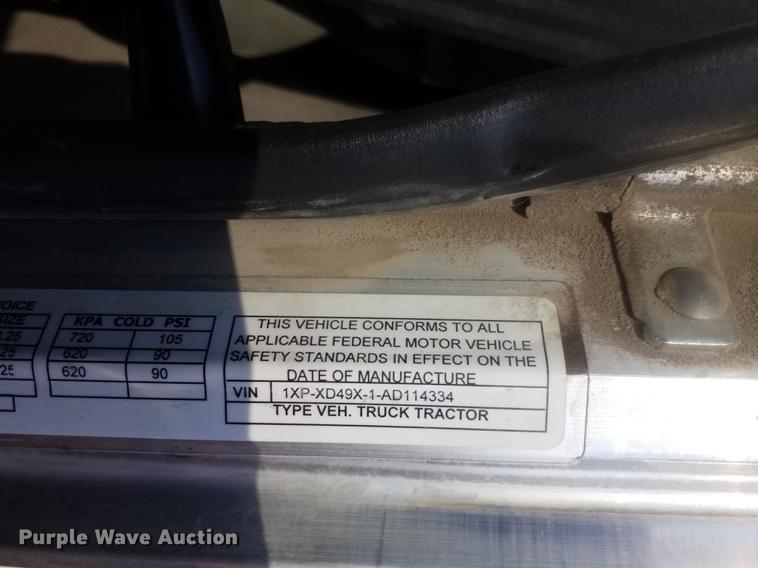 SIZE
KPA COLD PSI
720 105
620 90
620 90
THIS VEHICLE CONFORMS TO ALL
APPLICABLE FEDERAL MOTOR VEHICLE
SAFETY STANDARDS IN EFFECT ON THE
DATE OF MANUFACTURE
VIN 1XP-XD49X-1-AD114334
TYPE VEH. TRUCK TRACTOR
Purple Wave Auction